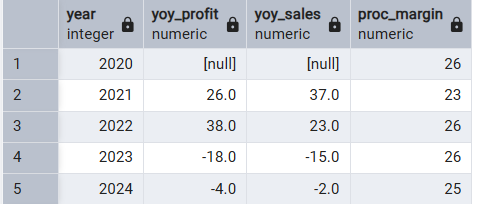 year yoy_profit yoy_sales proc_margin
integer numeric numeric numeric
1 2020 [null] [null] 26
2 2021 26.0 37.0 23
3 2022 38.0 23.0 26
4 2023 -18.0 -15.0 26
5 2024 -4.0 -2.0 25